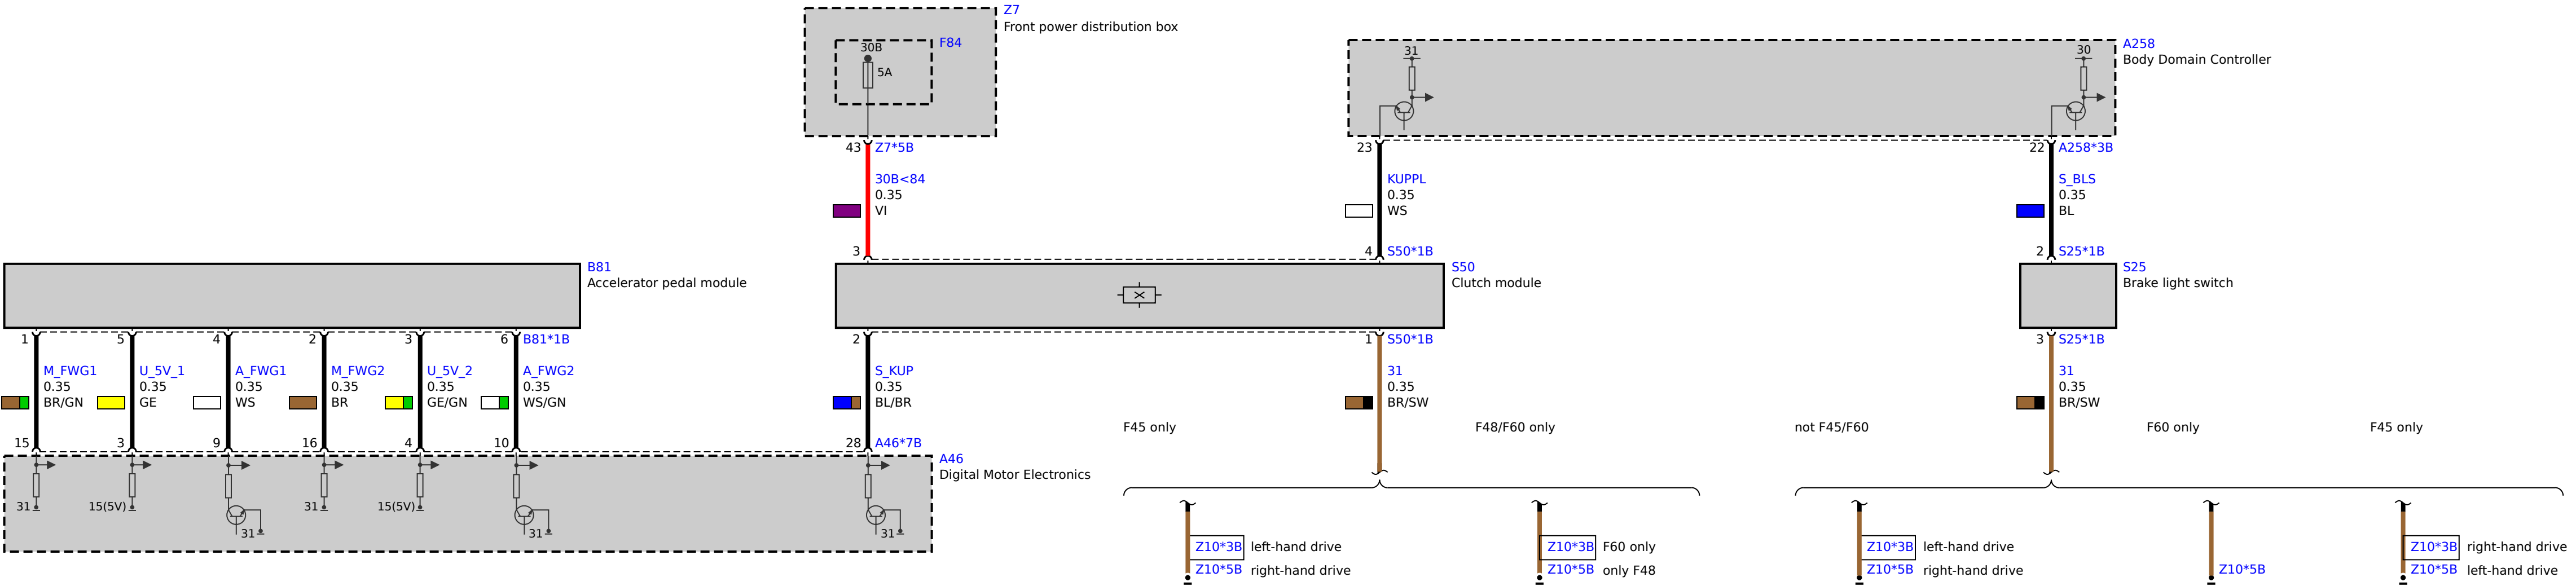 Z7
Front power distribution box
F84
30B
5A
A258
Body Domain Controller
31
30
43 Z7*5B
23
22 A258*3B
30B<84
0.35
VI
KUPPL
0.35
WS
S_BLS
0.35
BL
3
4 S50*1B
2 S25*1B
B81
Accelerator pedal module
S50
Clutch module
S25
Brake light switch
1
5
4
2
3
6 B81*1B
2
1 S50*1B
3 S25*1B
M_FWG1
0.35
BR/GN
U_5V_1
0.35
GE
A_FWG1
0.35
WS
M_FWG2
0.35
BR
U_5V_2
0.35
GE/GN
A_FWG2
0.35
WS/GN
S_KUP
0.35
BL/BR
31
0.35
BR/SW
31
0.35
BR/SW
F45 only
F48/F60 only
not F45/F60
F60 only
F45 only
15
3
9
16
4
10
28 A46*7B
A46
Digital Motor Electronics
31
15(5V)
31
31
15(5V)
31
31
Z10*3B left-hand drive
Z10*5B right-hand drive
Z10*3B F60 only
Z10*5B only F48
Z10*3B left-hand drive
Z10*5B right-hand drive
Z10*5B
Z10*3B right-hand drive
Z10*5B left-hand drive